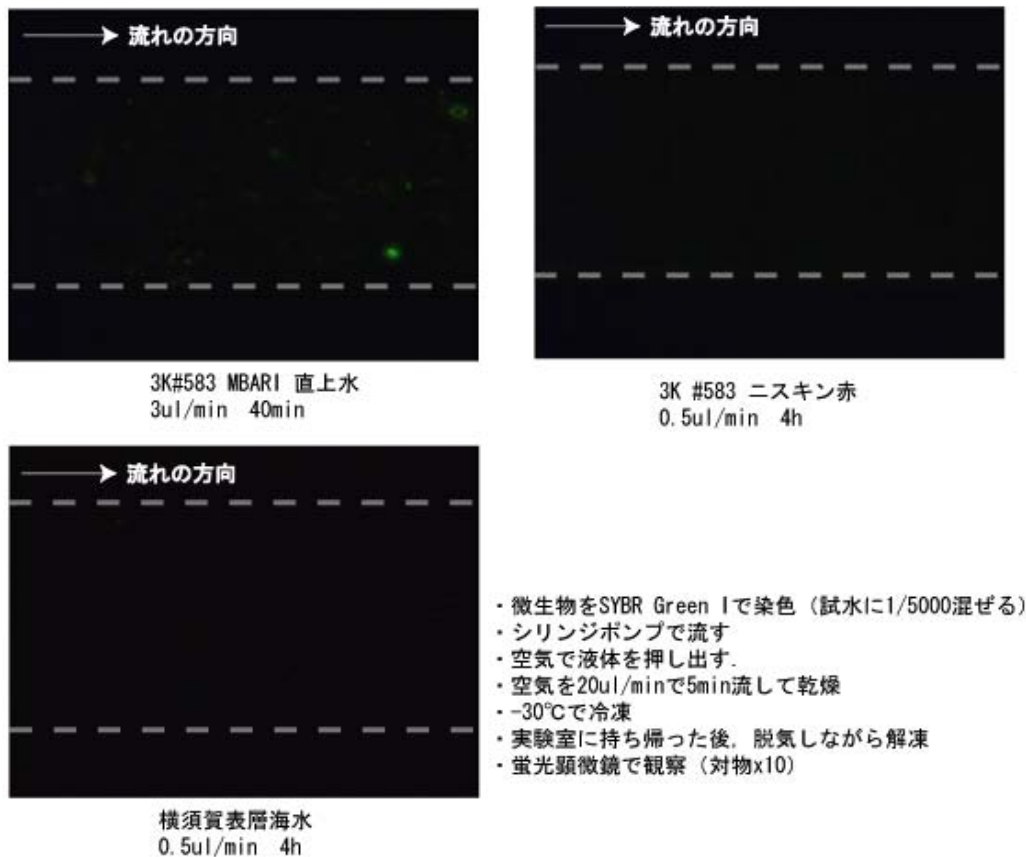 流れの方向
流れの方向
3K#583 MBARI 直上水
3ul/min 40min
3K #583 ニスキン赤
0.5ul/min 4h
流れの方向
・微生物をSYBR Green Iで染色（試水に1/5000混ぜる）
・シリンジポンプで流す
・空気で液体を押し出す.
・空気を20ul/minで5min流して乾燥
・-30℃で冷凍
・実験室に持ち帰った後, 脱気しながら解凍
・蛍光顕微鏡で観察（対物x10）
横須賀表層海水
0.5ul/min 4h